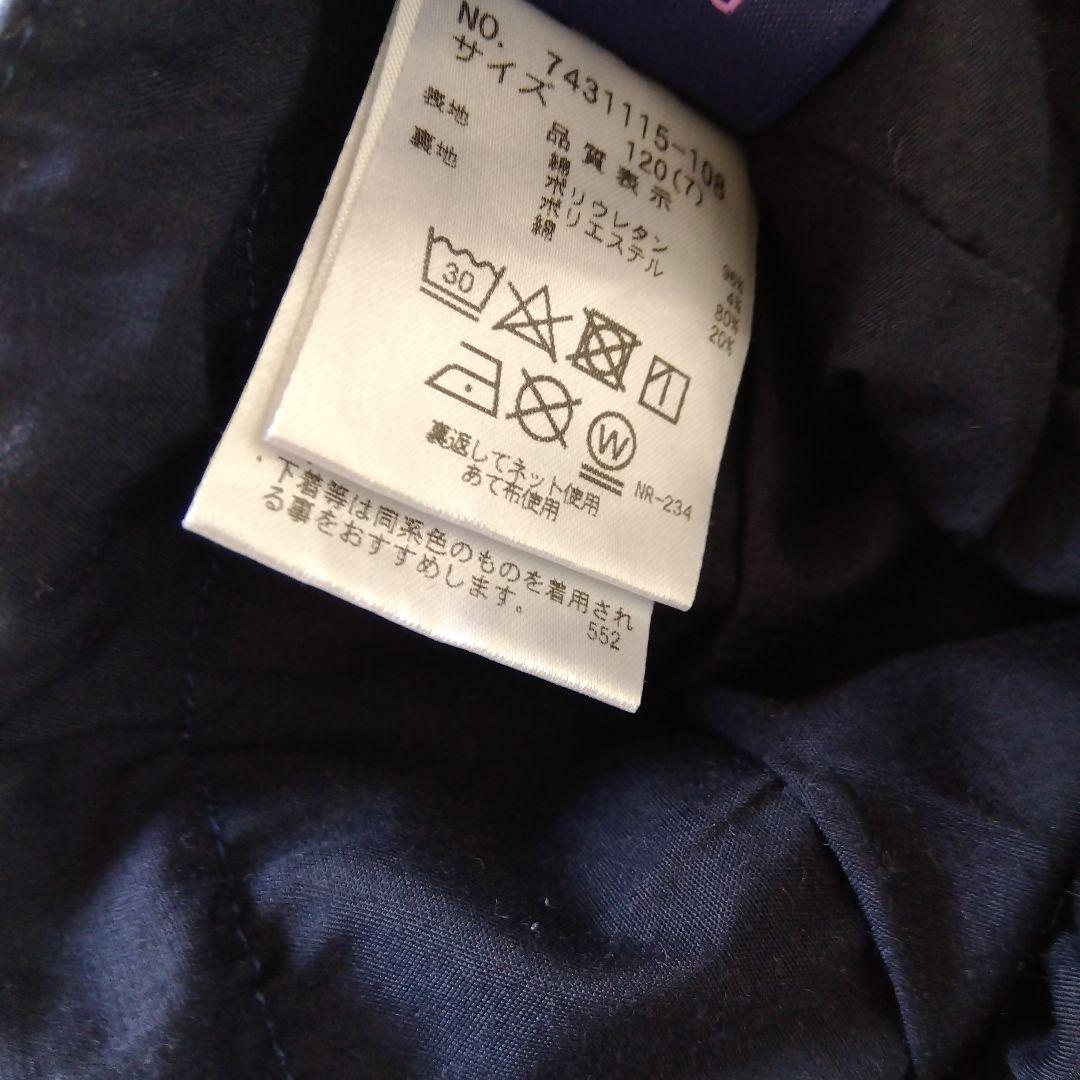 NO. 7431115-108
サイズ 120(7)
品質表示
表地 綿 96%
ポリウレタン 4%
裏地 ポリエステル 80%
綿 20%
30
W
裏返してネット使用
あて布使用
NR-234
・下着等は同系色のものを着用され
る事をおすすめします。
552